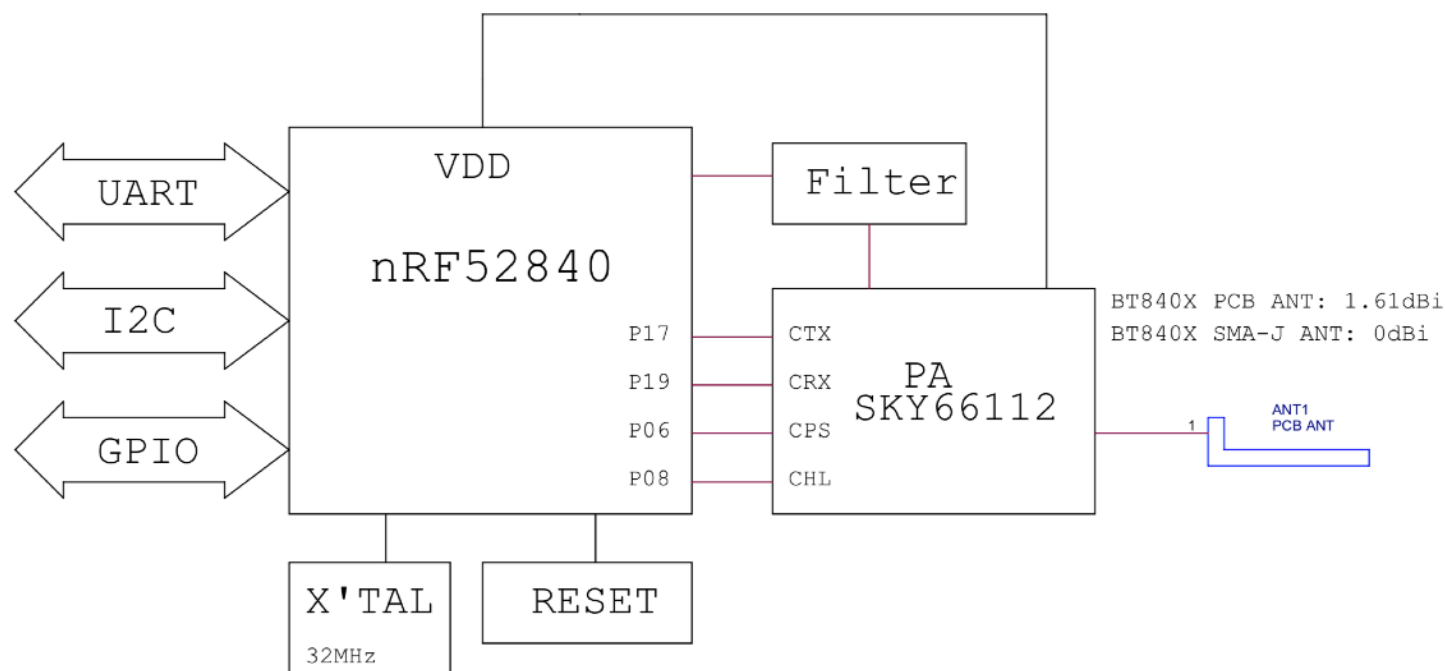 VDD
Filter
UART
nRF52840
I2C
BT840X PCB ANT: 1.61dBi
BT840X SMA-J ANT: 0dBi
P17
CTX
P19
CRX
PA
SKY66112
ANT1
PCB ANT
1
P06
CPS
GPIO
P08
CHL
X'TAL
32MHz
RESET